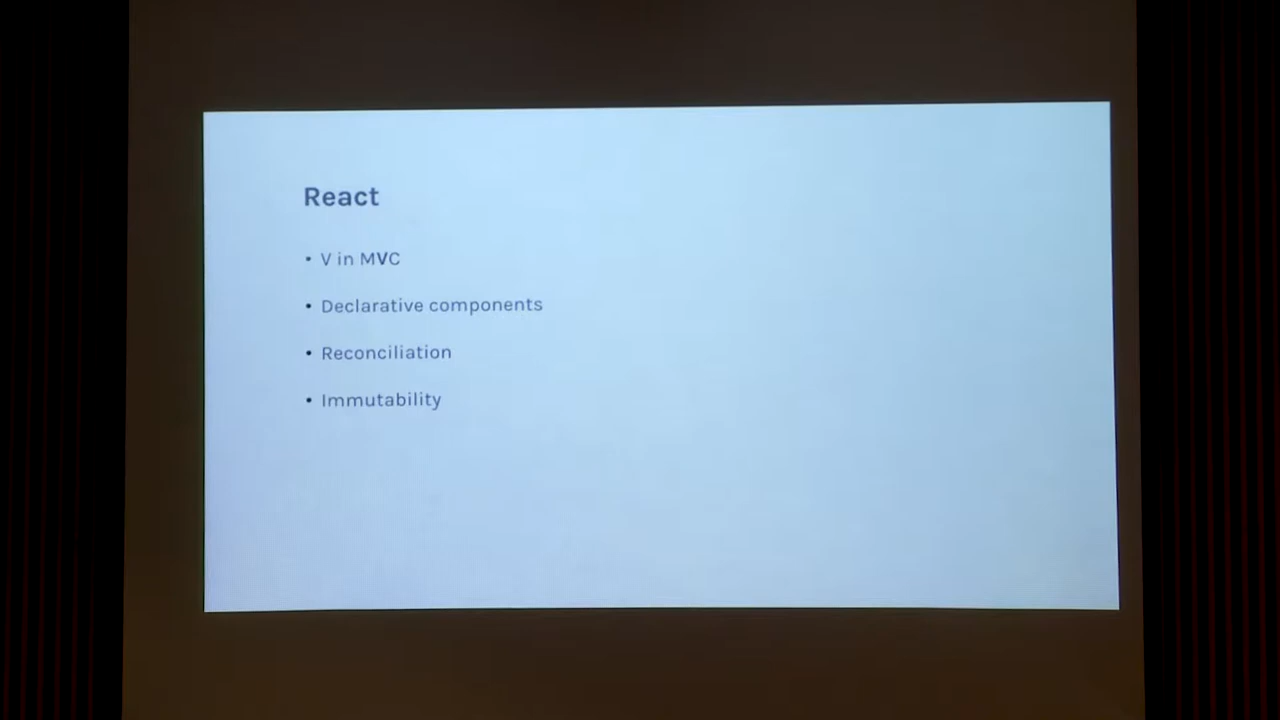 React
• V in MVC
• Declarative components
• Reconciliation
• Immutability